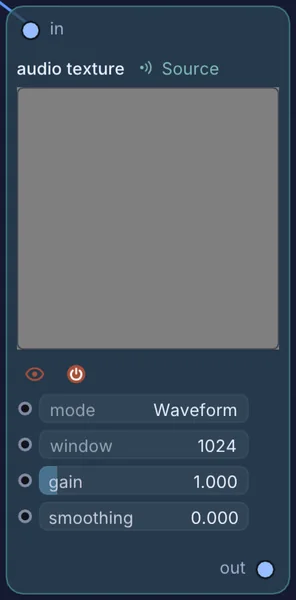 in
audio texture Source
mode Waveform
window 1024
gain 1.000
smoothing 0.000
out